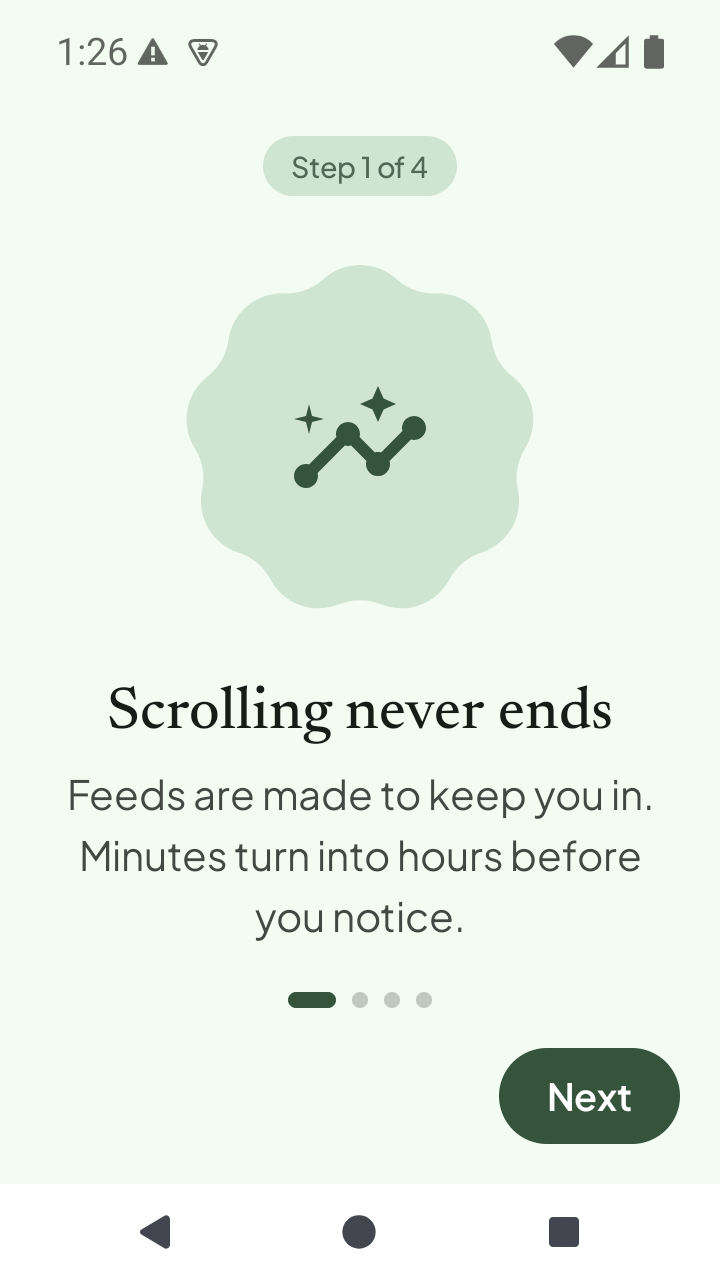 1:26
Step 1 of 4
Scrolling never ends
Feeds are made to keep you in.
Minutes turn into hours before
you notice.
Next